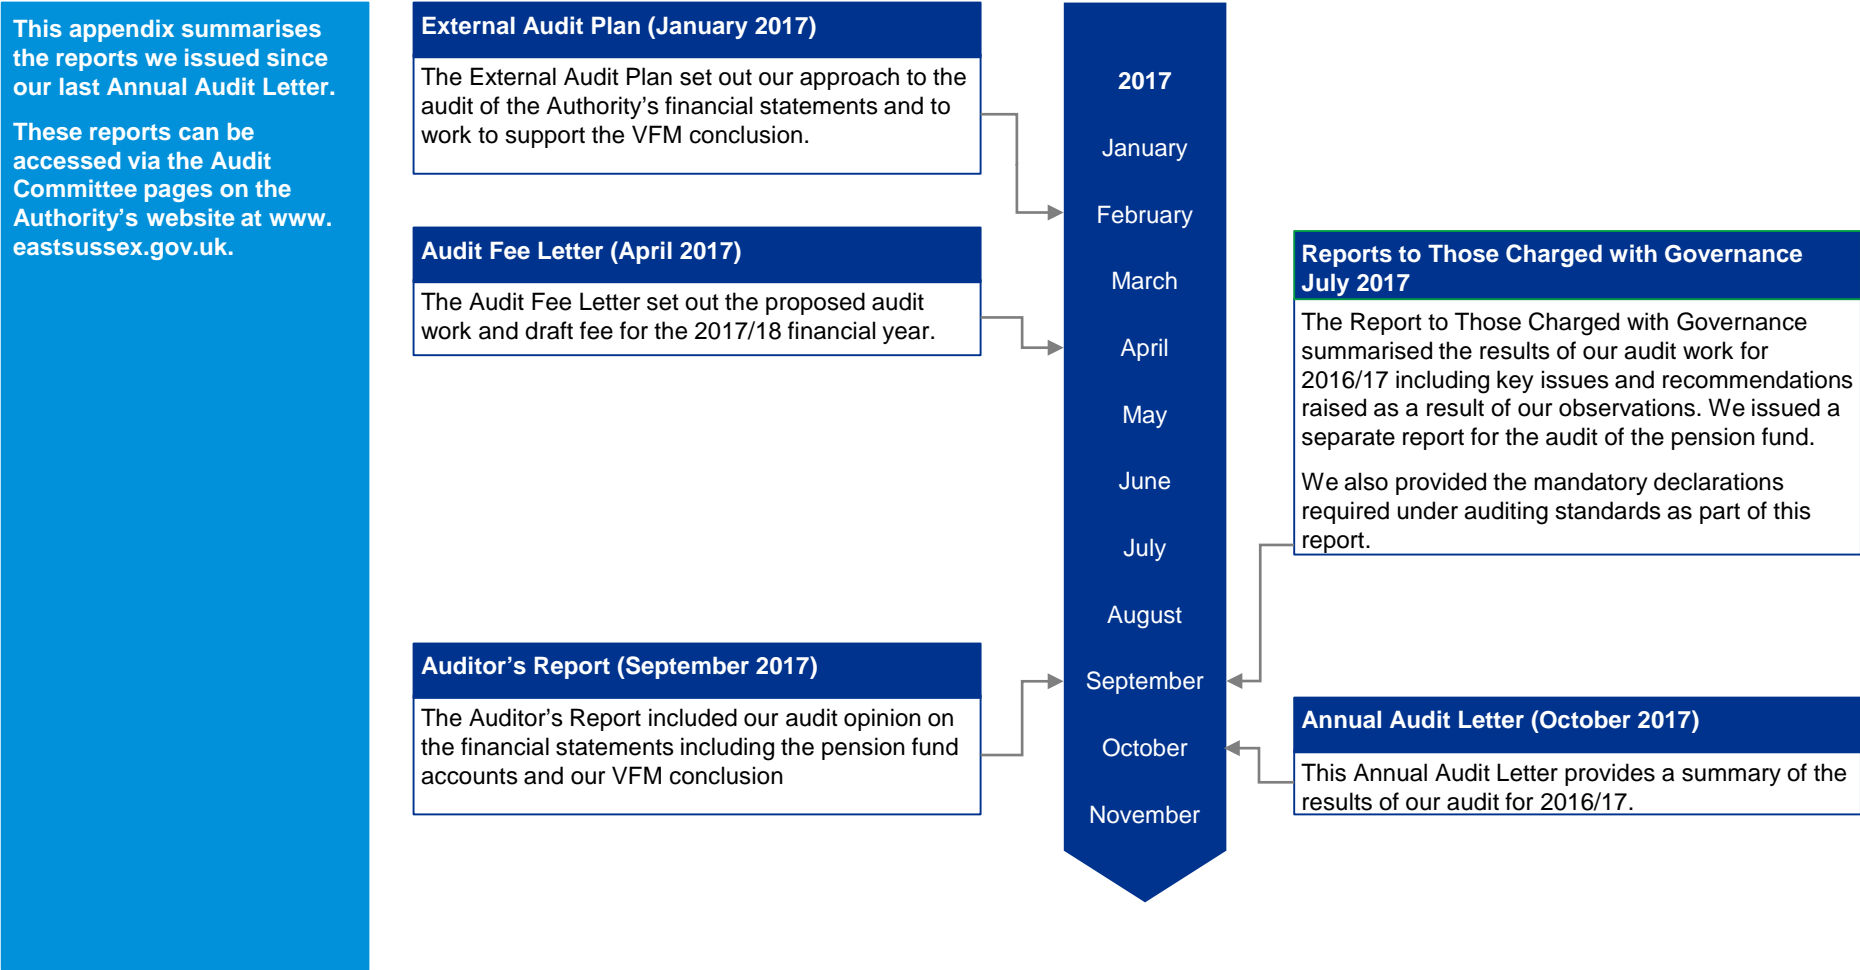 This appendix summarises
the reports we issued since
our last Annual Audit Letter.
These reports can be
accessed via the Audit
Committee pages on the
Authority’s website at www.
eastsussex.gov.uk.
External Audit Plan (January 2017)
The External Audit Plan set out our approach to the
audit of the Authority’s financial statements and to
work to support the VFM conclusion.
Audit Fee Letter (April 2017)
The Audit Fee Letter set out the proposed audit
work and draft fee for the 2017/18 financial year.
Auditor’s Report (September 2017)
The Auditor’s Report included our audit opinion on
the financial statements including the pension fund
accounts and our VFM conclusion
2017
January
February
March
April
May
June
July
August
September
October
November
Reports to Those Charged with Governance
July 2017
The Report to Those Charged with Governance
summarised the results of our audit work for
2016/17 including key issues and recommendations
raised as a result of our observations. We issued a
separate report for the audit of the pension fund.
We also provided the mandatory declarations
required under auditing standards as part of this
report.
Annual Audit Letter (October 2017)
This Annual Audit Letter provides a summary of the
results of our audit for 2016/17.